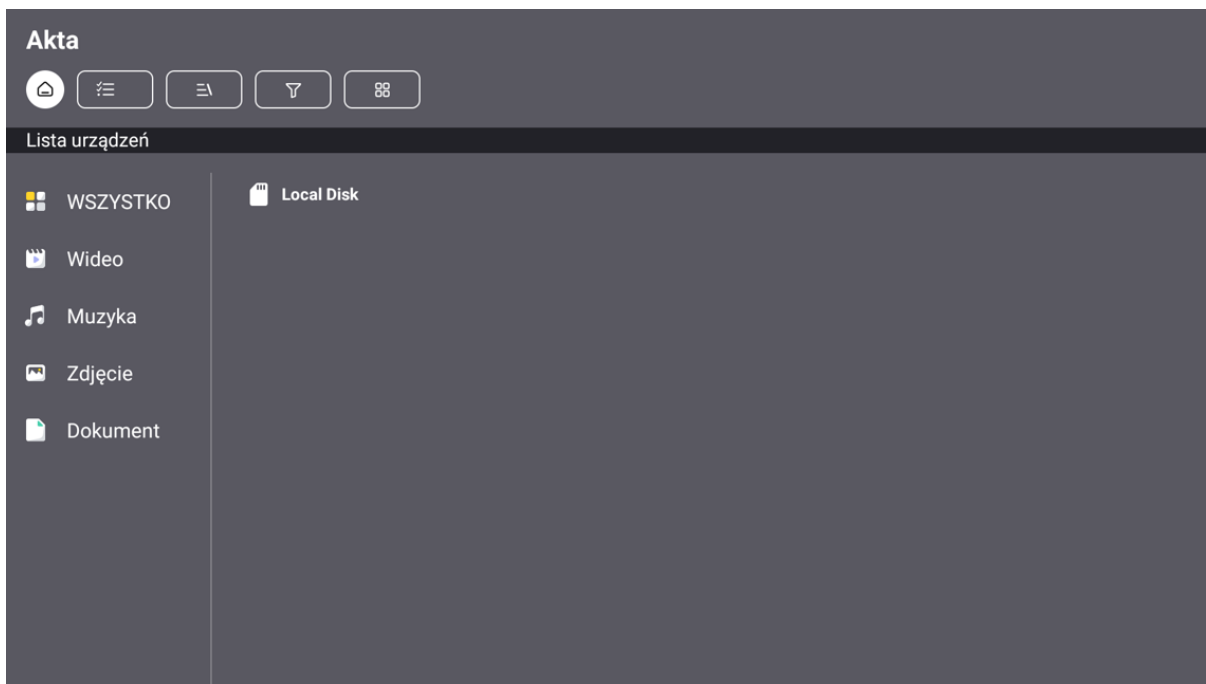 Akta
Lista urządzeń
WSZYSTKO
Local Disk
Wideo
Muzyka
Zdjęcie
Dokument